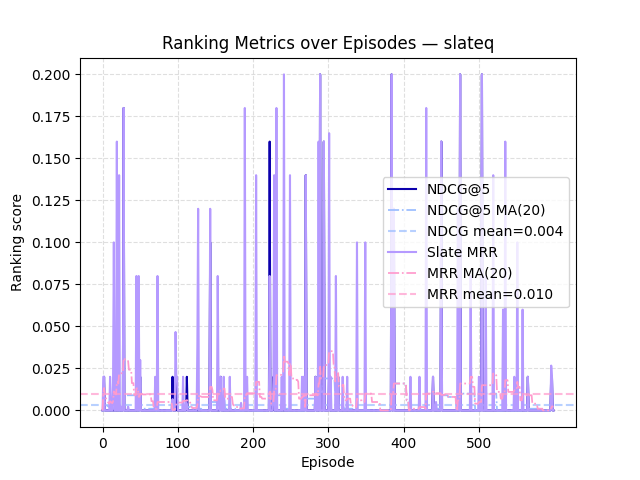 Ranking Metrics over Episodes — slateq
0.200
0.175
0.150
0.125
0.100
0.075
0.050
0.025
0.000
Ranking score
NDCG@5
NDCG@5 MA(20)
NDCG mean=0.004
Slate MRR
MRR MA(20)
MRR mean=0.010
0 100 200 300 400 500
Episode